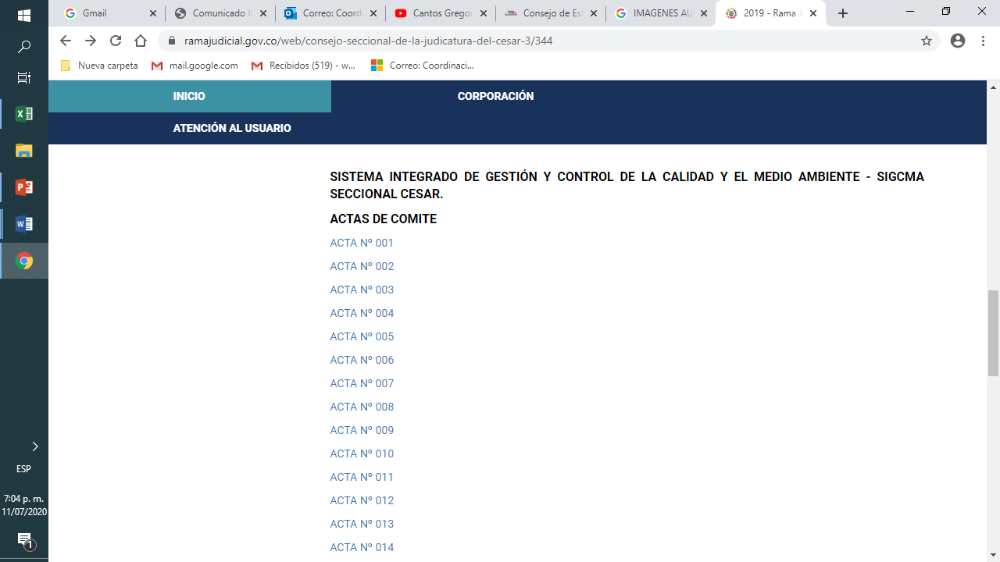 Gmail
Comunicado I
Correo: Coord
Cantos Gregor
Consejo de Es
IMAGENES AU
2019 - Rama J
ramajudicial.gov.co/web/consejo-seccional-de-la-judicatura-del-cesar-3/344
Nueva carpeta
mail.google.com
Recibidos (519) - w...
Correo: Coordinaci...
INICIO
CORPORACIÓN
ATENCIÓN AL USUARIO
SISTEMA INTEGRADO DE GESTIÓN Y CONTROL DE LA CALIDAD Y EL MEDIO AMBIENTE - SIGCMA
SECCIONAL CESAR.
ACTAS DE COMITE
ACTA Nº 001
ACTA Nº 002
ACTA Nº 003
ACTA Nº 004
ACTA Nº 005
ACTA Nº 006
ACTA Nº 007
ACTA Nº 008
ACTA Nº 009
ACTA Nº 010
ACTA Nº 011
ACTA Nº 012
ACTA Nº 013
ACTA Nº 014
ESP
7:04 p. m.
11/07/2020
1